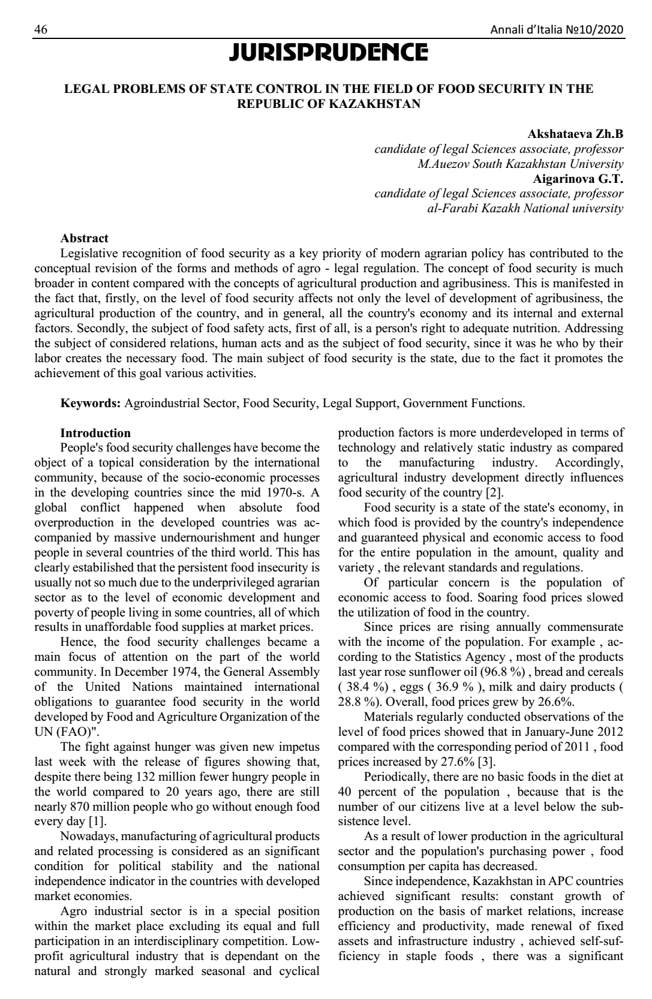 46
Annali d'Italia №10/2020
JURISPRUDENCE
LEGAL PROBLEMS OF STATE CONTROL IN THE FIELD OF FOOD SECURITY IN THE
REPUBLIC OF KAZAKHSTAN
Akshataeva Zh.B
candidate of legal Sciences associate, professor
M.Auezov South Kazakhstan University
Aigarinova G.T.
candidate of legal Sciences associate, professor
al-Farabi Kazakh National university
Abstract
Legislative recognition of food security as a key priority of modern agrarian policy has contributed to the
conceptual revision of the forms and methods of agro - legal regulation. The concept of food security is much
broader in content compared with the concepts of agricultural production and agribusiness. This is manifested in
the fact that, firstly, on the level of food security affects not only the level of development of agribusiness, the
agricultural production of the country, and in general, all the country's economy and its internal and external
factors. Secondly, the subject of food safety acts, first of all, is a person's right to adequate nutrition. Addressing
the subject of considered relations, human acts and as the subject of food security, since it was he who by their
labor creates the necessary food. The main subject of food security is the state, due to the fact it promotes the
achievement of this goal various activities.
Keywords: Agroindustrial Sector, Food Security, Legal Support, Government Functions.
Introduction
People's food security challenges have become the
object of a topical consideration by the international
community, because of the socio-economic processes
in the developing countries since the mid 1970-s. A
global conflict happened when absolute food
overproduction in the developed countries was ac-
companied by massive undernourishment and hunger
people in several countries of the third world. This has
clearly estabilished that the persistent food insecurity is
usually not so much due to the underprivileged agrarian
sector as to the level of economic development and
poverty of people living in some countries, all of which
results in unaffordable food supplies at market prices.
Hence, the food security challenges became a
main focus of attention on the part of the world
community. In December 1974, the General Assembly
of the United Nations maintained international
obligations to guarantee food security in the world
developed by Food and Agriculture Organization of the
UN (FAO)".
The fight against hunger was given new impetus
last week with the release of figures showing that,
despite there being 132 million fewer hungry people in
the world compared to 20 years ago, there are still
nearly 870 million people who go without enough food
every day [1].
Nowadays, manufacturing of agricultural products
and related processing is considered as an significant
condition for political stability and the national
independence indicator in the countries with developed
market economies.
Agro industrial sector is in a special position
within the market place excluding its equal and full
participation in an interdisciplinary competition. Low-
profit agricultural industry that is dependant on the
natural and strongly marked seasonal and cyclical
production factors is more underdeveloped in terms of
technology and relatively static industry as compared
to the manufacturing industry. Accordingly,
agricultural industry development directly influences
food security of the country [2].
Food security is a state of the state's economy, in
which food is provided by the country's independence
and guaranteed physical and economic access to food
for the entire population in the amount, quality and
variety , the relevant standards and regulations.
Of particular concern is the population of
economic access to food. Soaring food prices slowed
the utilization of food in the country.
Since prices are rising annually commensurate
with the income of the population. For example , ac-
cording to the Statistics Agency , most of the products
last year rose sunflower oil (96.8 %) , bread and cereals
( 38.4 %) , eggs ( 36.9 % ), milk and dairy products (
28.8 %). Overall, food prices grew by 26.6%.
Materials regularly conducted observations of the
level of food prices showed that in January-June 2012
compared with the corresponding period of 2011 , food
prices increased by 27.6% [3].
Periodically, there are no basic foods in the diet at
40 percent of the population , because that is the
number of our citizens live at a level below the sub-
sistence level.
As a result of lower production in the agricultural
sector and the population's purchasing power , food
consumption per capita has decreased.
Since independence, Kazakhstan in APC countries
achieved significant results: constant growth of
production on the basis of market relations, increase
efficiency and productivity, made renewal of fixed
assets and infrastructure industry , achieved self-suf-
ficiency in staple foods , there was a significant